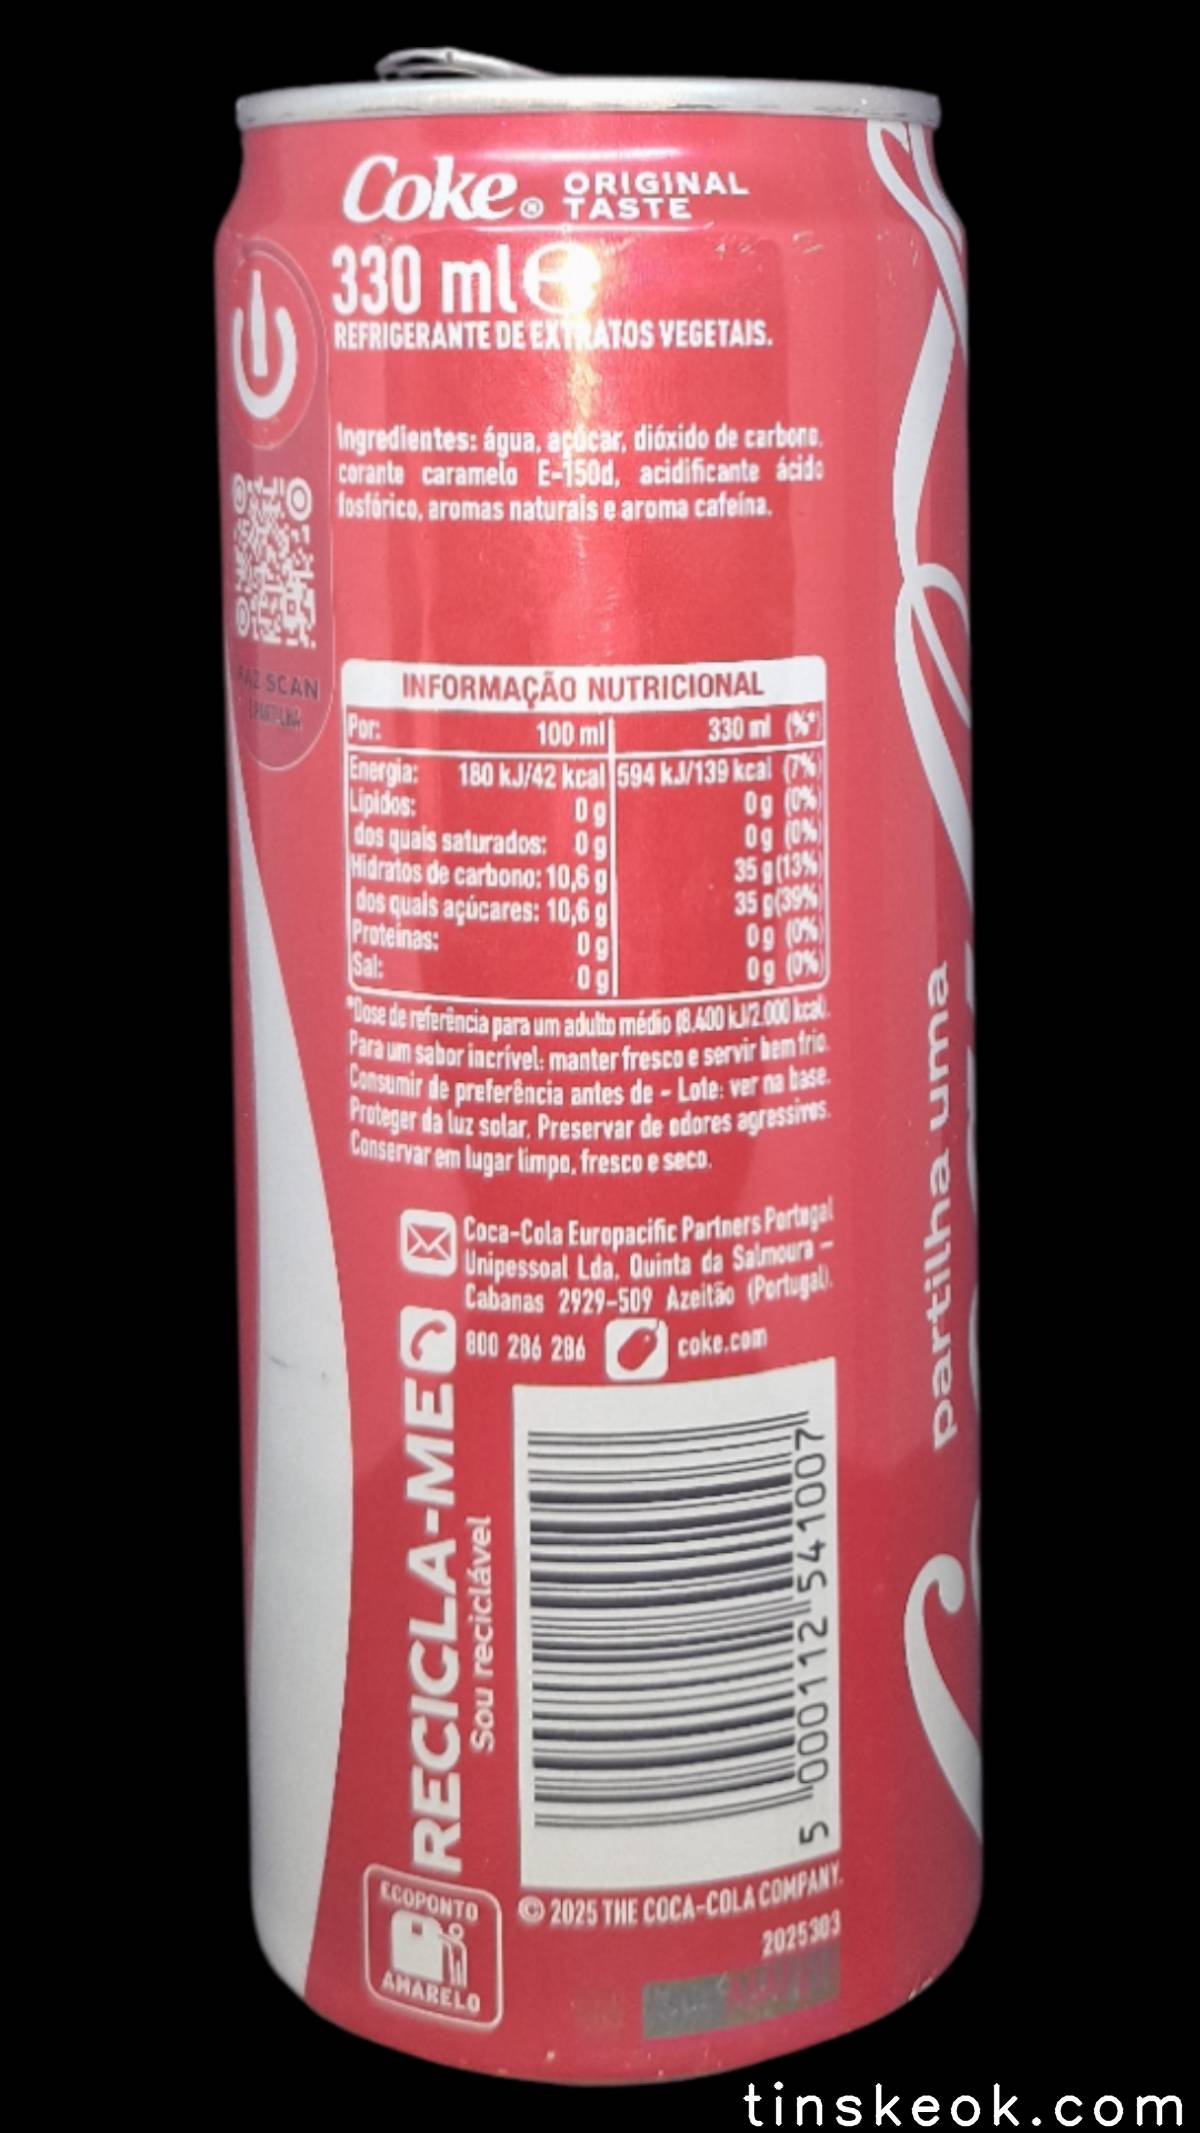 Coke® ORIGINAL
TASTE
330 ml ℮
REFRIGERANTE DE EXTRATOS VEGETAIS.
Ingredientes: água, açúcar, dióxido de carbono,
corante caramelo E-150d, acidificante ácido
fosfórico, aromas naturais e aroma cafeína.
FAZ SCAN
E PARTILHA
INFORMAÇÃO NUTRICIONAL
Por: 100 ml 330 ml (%*)
Energia: 180 kJ/42 kcal 594 kJ/139 kcal (7%)
Lípidos: 0 g 0 g (0%)
dos quais saturados: 0 g 0 g (0%)
Hidratos de carbono: 10,6 g 35 g (13%)
dos quais açúcares: 10,6 g 35 g (39%)
Proteínas: 0 g 0 g (0%)
Sal: 0 g 0 g (0%)
*Dose de referência para um adulto médio (8.400 kJ/2.000 kcal).
Para um sabor incrível: manter fresco e servir bem frio.
Consumir de preferência antes de - Lote: ver na base.
Proteger da luz solar. Preservar de odores agressivos.
Conservar em lugar limpo, fresco e seco.
Coca-Cola Europacific Partners Portugal
Unipessoal Lda. Quinta da Salmoura –
Cabanas 2929-509 Azeitão (Portugal).
800 286 286 coke.com
RECICLA-ME
Sou reciclável
5 000112 541007
partilha uma
ECOPONTO
AMARELO
© 2025 THE COCA-COLA COMPANY.
2025303
tinskeok.com